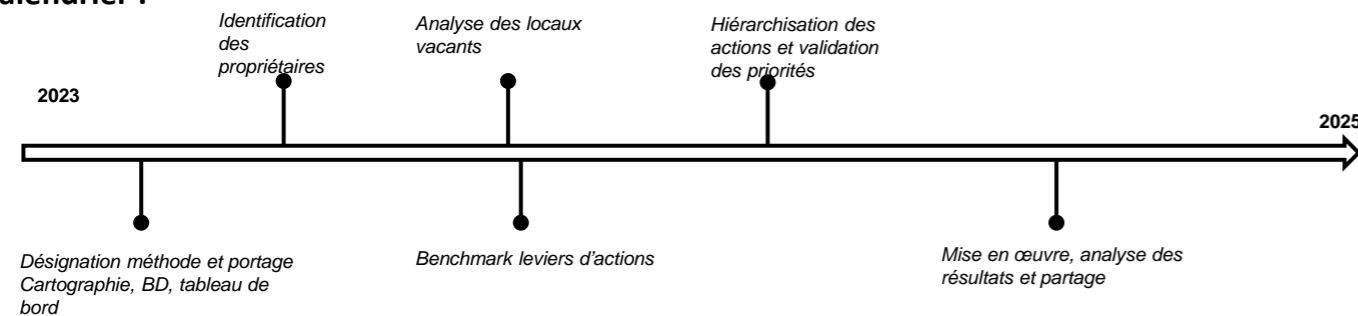 Identification
des
propriétaires
Analyse des locaux
vacants
Hiérarchisation des
actions et validation
des priorités
2023
2025
Désignation méthode et portage
Cartographie, BD, tableau de
bord
Benchmark leviers d’actions
Mise en œuvre, analyse des
résultats et partage